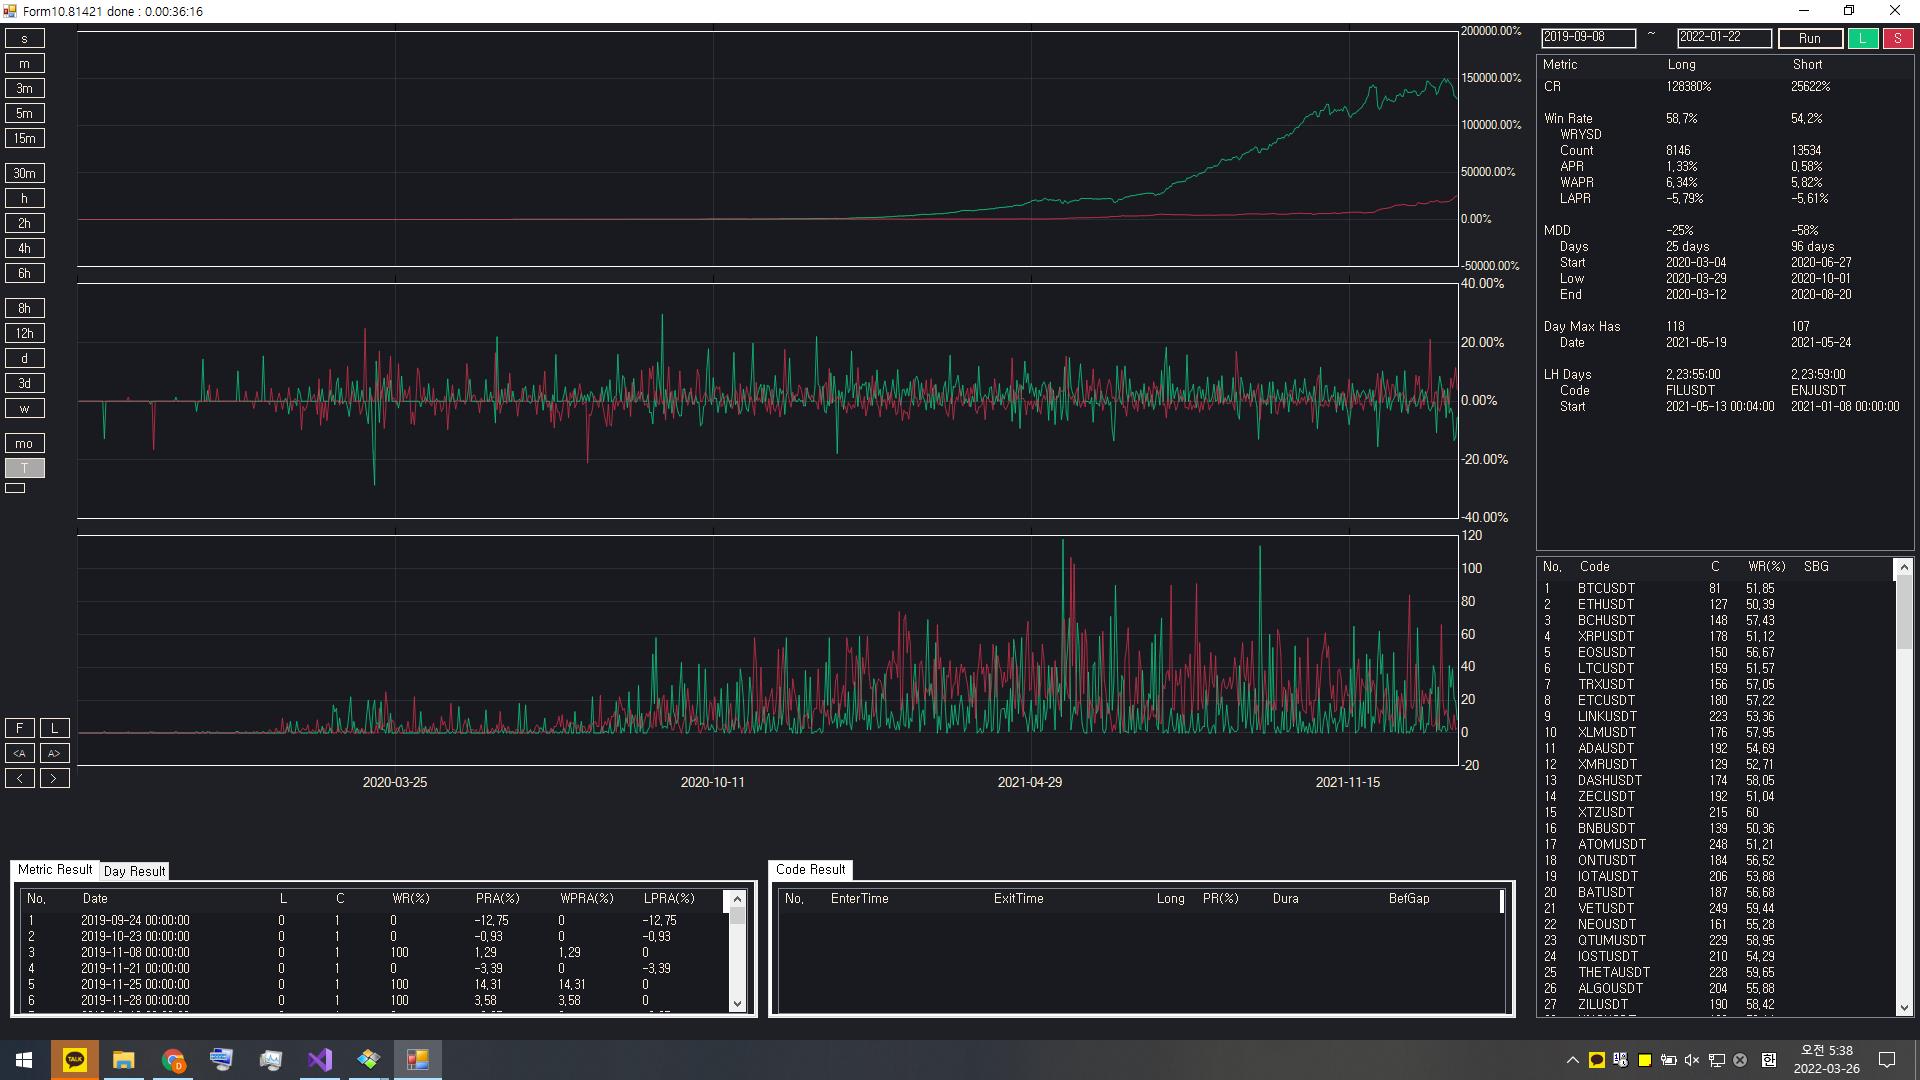 Form10.81421 done : 0.00:36:16
s
m
3m
5m
15m
30m
h
2h
4h
6h
8h
12h
d
3d
w
mo
T
F L
<A A>
< >
200000.00%
150000.00%
100000.00%
50000.00%
0.00%
-50000.00%
40.00%
20.00%
0.00%
-20.00%
-40.00%
120
100
80
60
40
20
0
-20
2020-03-25 2020-10-11 2021-04-29 2021-11-15
2019-09-08 ~ 2022-01-22 Run L S
Metric Long Short
CR 128380% 25622%
Win Rate 58,7% 54,2%
WRYSD
Count 8146 13534
APR 1,33% 0,58%
WAPR 6,34% 5,82%
LAPR -5,79% -5,61%
MDD -25% -58%
Days 25 days 96 days
Start 2020-03-04 2020-06-27
Low 2020-03-29 2020-10-01
End 2020-03-12 2020-08-20
Day Max Has 118 107
Date 2021-05-19 2021-05-24
LH Days 2,23:55:00 2,23:59:00
Code FILUSDT ENJUSDT
Start 2021-05-13 00:04:00 2021-01-08 00:00:00
No, Code C WR(%) SBG
1 BTCUSDT 81 51,85
2 ETHUSDT 127 50,39
3 BCHUSDT 148 57,43
4 XRPUSDT 178 51,12
5 EOSUSDT 150 56,67
6 LTCUSDT 159 51,57
7 TRXUSDT 156 57,05
8 ETCUSDT 180 57,22
9 LINKUSDT 223 53,36
10 XLMUSDT 176 57,95
11 ADAUSDT 192 54,69
12 XMRUSDT 129 52,71
13 DASHUSDT 174 58,05
14 ZECUSDT 192 51,04
15 XTZUSDT 215 60
16 BNBUSDT 139 50,36
17 ATOMUSDT 248 51,21
18 ONTUSDT 184 56,52
19 IOTAUSDT 206 53,88
20 BATUSDT 187 56,68
21 VETUSDT 249 59,44
22 NEOUSDT 161 55,28
23 QTUMUSDT 229 58,95
24 IOSTUSDT 210 54,29
25 THETAUSDT 228 59,65
26 ALGOUSDT 204 55,88
27 ZILUSDT 190 58,42
Metric Result Day Result
No, Date L C WR(%) PRA(%) WPRA(%) LPRA(%)
1 2019-09-24 00:00:00 0 1 0 -12,75 0 -12,75
2 2019-10-23 00:00:00 0 1 0 -0,93 0 -0,93
3 2019-11-08 00:00:00 0 1 100 1,29 1,29 0
4 2019-11-21 00:00:00 0 1 0 -3,39 0 -3,39
5 2019-11-25 00:00:00 0 1 100 14,31 14,31 0
6 2019-11-28 00:00:00 0 1 100 3,58 3,58 0
Code Result
No, EnterTime ExitTime Long PR(%) Dura BefGap
TALK
오전 5:38
2022-03-26